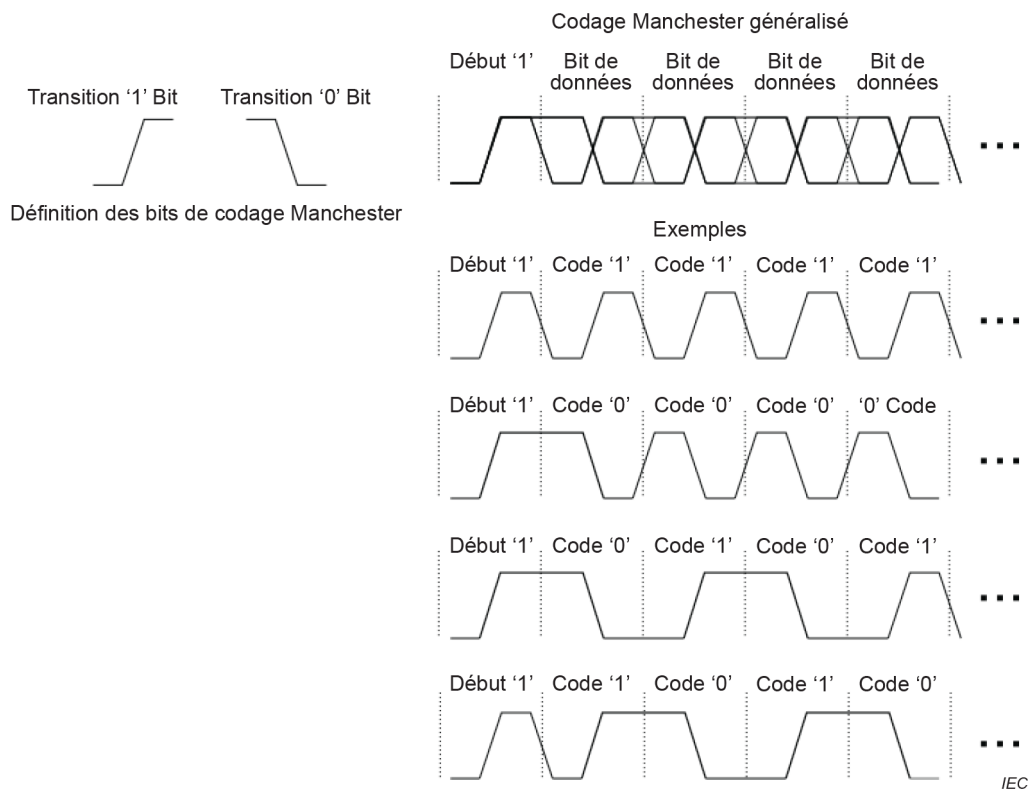 Codage Manchester généralisé
Début ‘1’ Bit de données Bit de données Bit de données Bit de données
Transition ‘1’ Bit Transition ‘0’ Bit
...
Définition des bits de codage Manchester
Exemples
Début ‘1’ Code ‘1’ Code ‘1’ Code ‘1’ Code ‘1’
...
Début ‘1’ Code ‘0’ Code ‘0’ Code ‘0’ ‘0’ Code
...
Début ‘1’ Code ‘0’ Code ‘1’ Code ‘0’ Code ‘1’
...
Début ‘1’ Code ‘1’ Code ‘0’ Code ‘1’ Code ‘0’
...
IEC